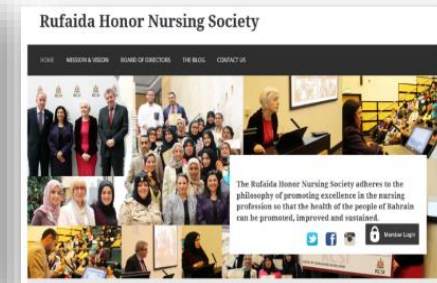 Rufaida Honor Nursing Society
HOME MISSION & VISION BOARD OF DIRECTORS THE BLOG CONTACT US
The Rufaida Honor Nursing Society adheres to the
philosophy of promoting excellence in the nursing
profession so that the health of the people of Bahrain
can be promoted, improved and sustained.
Member Login
RCSI